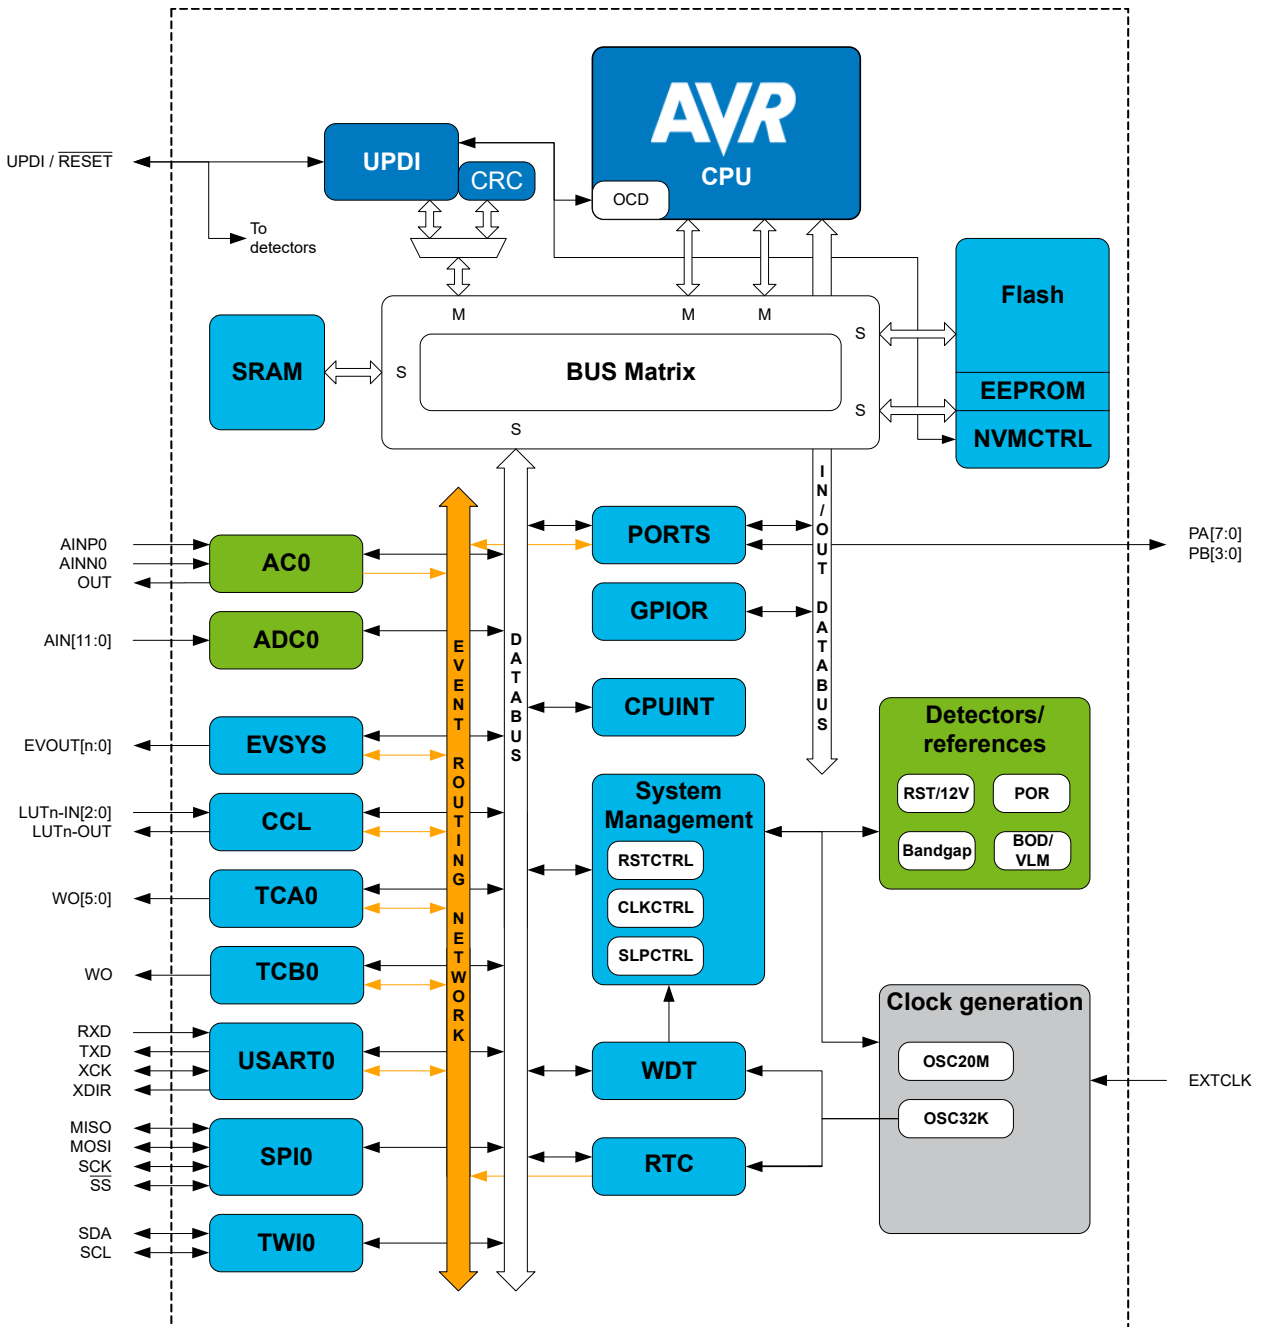 AVR
CPU
OCD
UPDI / RESET
UPDI
CRC
To
detectors
M
M
M
S
Flash
SRAM
S
BUS Matrix
EEPROM
S
NVMCTRL
S
IN/OUT DATABUS
EVENT ROUTING NETWORK
DATABUS
AINP0
AINN0
OUT
AC0
PORTS
PA[7:0]
PB[3:0]
AIN[11:0]
ADC0
GPIOR
EVOUT[n:0]
EVSYS
CPUINT
Detectors/
references
RST/12V
POR
Bandgap
BOD/
VLM
LUTn-IN[2:0]
LUTn-OUT
CCL
System
Management
RSTCTRL
CLKCTRL
SLPCTRL
WO[5:0]
TCA0
WO
TCB0
RXD
TXD
XCK
XDIR
USART0
WDT
Clock generation
OSC20M
OSC32K
EXTCLK
MISO
MOSI
SCK
SS
SPI0
RTC
SDA
SCL
TWI0